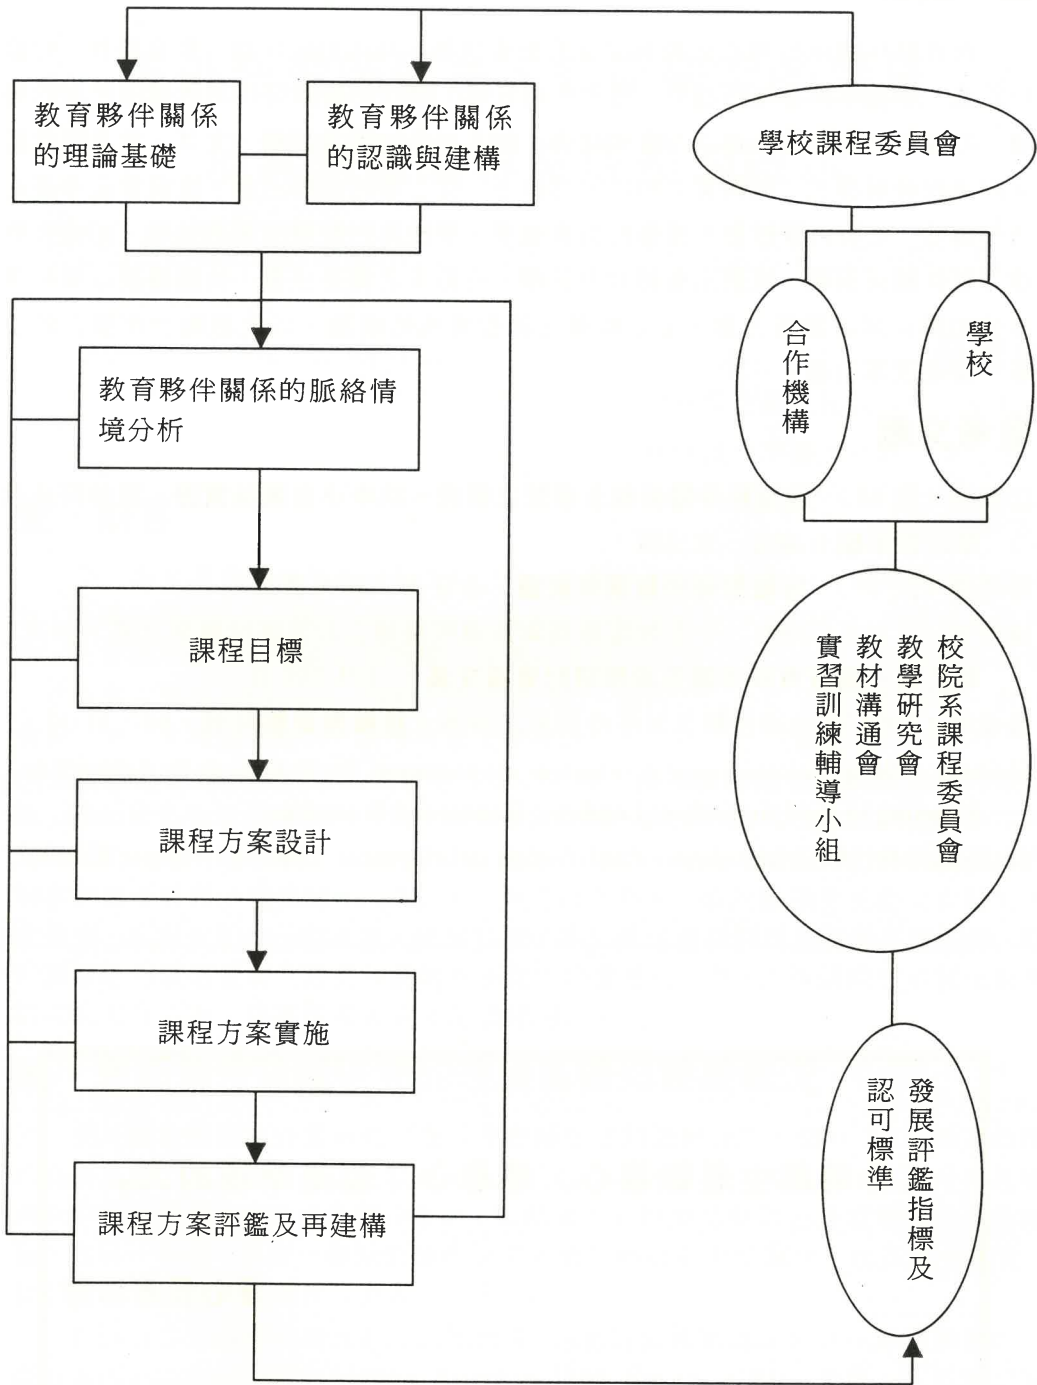 教育夥伴關係
的理論基礎
教育夥伴關係
的認識與建構
學校課程委員會
合作機構
學校
教育夥伴關係的脈絡情
境分析
課程目標
課程方案設計
課程方案實施
課程方案評鑑及再建構
校院系課程委員會
教學研究會
教材溝通會
實習訓練輔導小組
發展評鑑指標及
認可標準